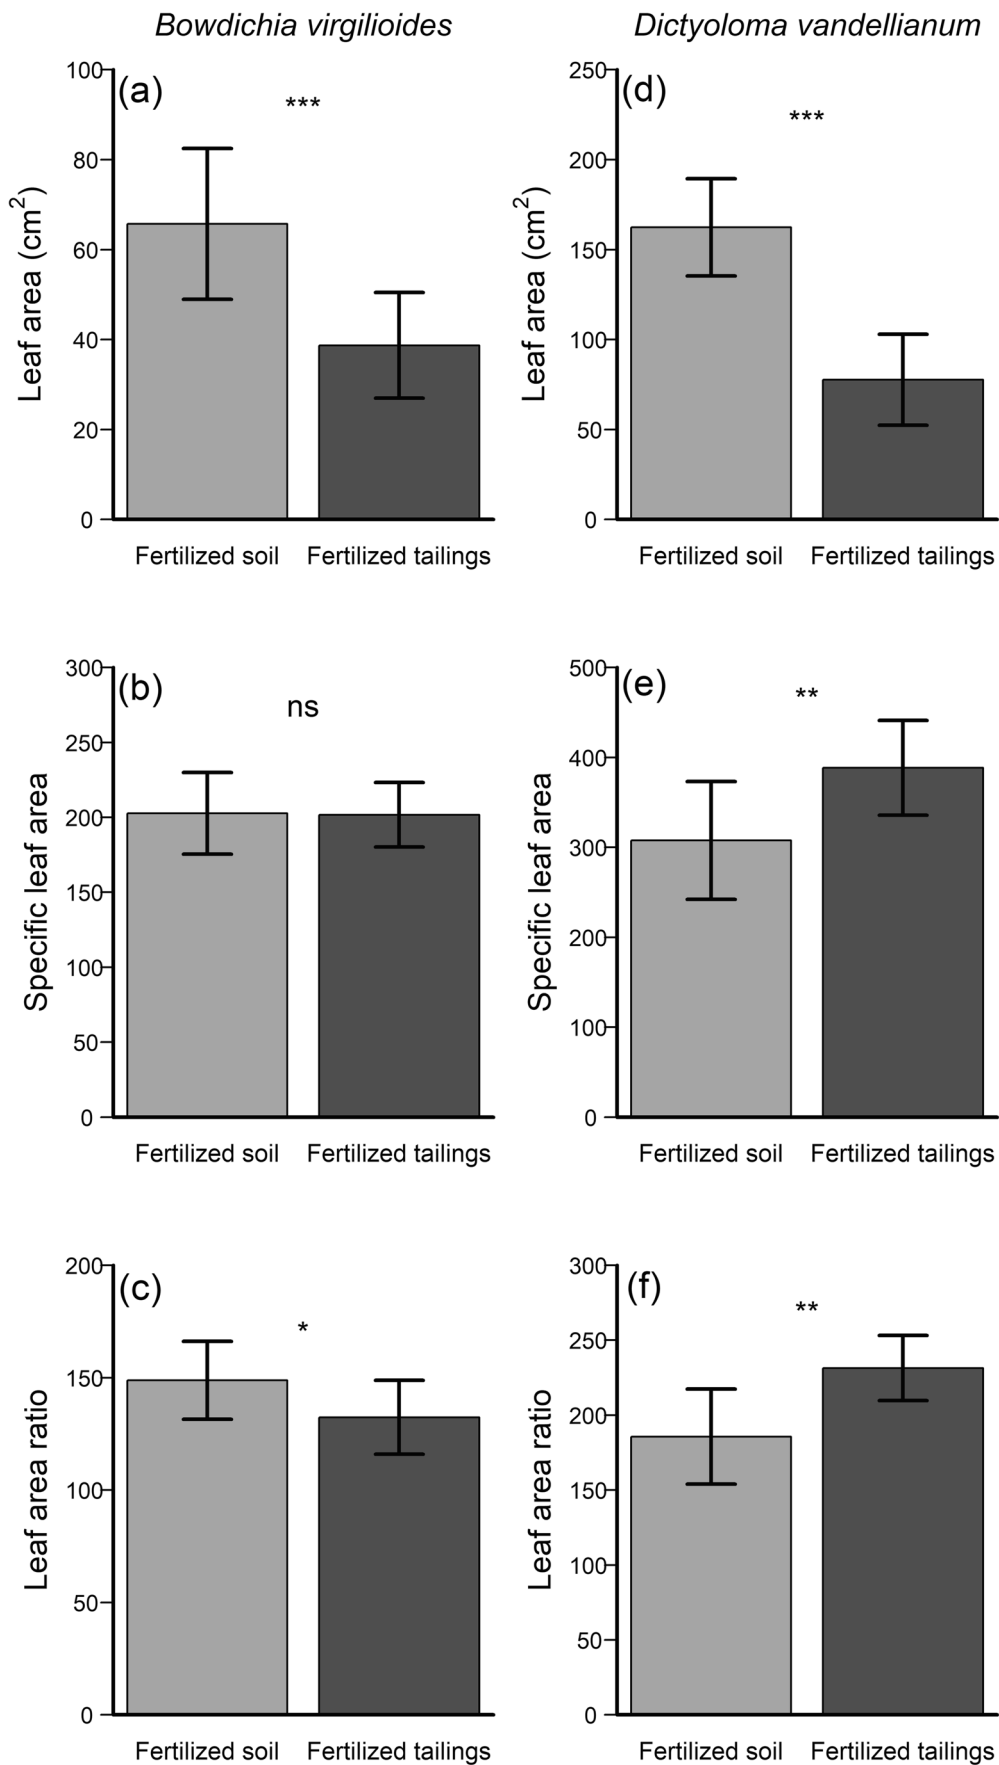 Bowdichia virgilioides
Dictyoloma vandellianum
(a)
***
Leaf area (cm²)
100
80
60
40
20
0
Fertilized soil
Fertilized tailings
(d)
***
Leaf area (cm²)
250
200
150
100
50
0
Fertilized soil
Fertilized tailings
(b)
ns
Specific leaf area
300
250
200
150
100
50
0
Fertilized soil
Fertilized tailings
(e)
**
Specific leaf area
500
400
300
200
100
0
Fertilized soil
Fertilized tailings
(c)
*
Leaf area ratio
200
150
100
50
0
Fertilized soil
Fertilized tailings
(f)
**
Leaf area ratio
300
250
200
150
100
50
0
Fertilized soil
Fertilized tailings